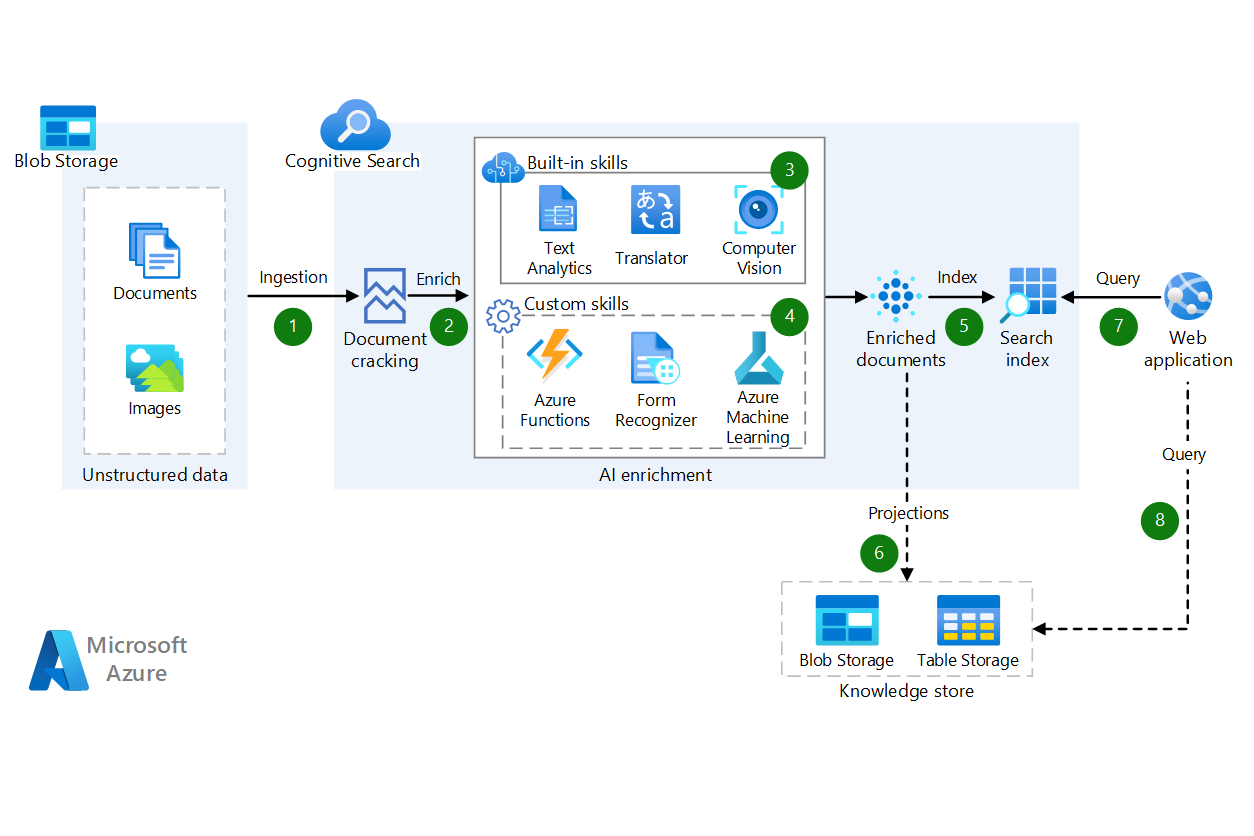 Blob Storage
Cognitive Search
Built-in skills
3
Text
Analytics
Translator
Computer
Vision
Documents
Ingestion
1
Enrich
2
Document
cracking
Custom skills
4
Azure
Functions
Form
Recognizer
Azure
Machine
Learning
Images
Unstructured data
AI enrichment
Enriched
documents
Index
5
Search
index
Query
7
Web
application
Query
8
Projections
6
Blob Storage
Table Storage
Knowledge store
Microsoft
Azure
あ
a